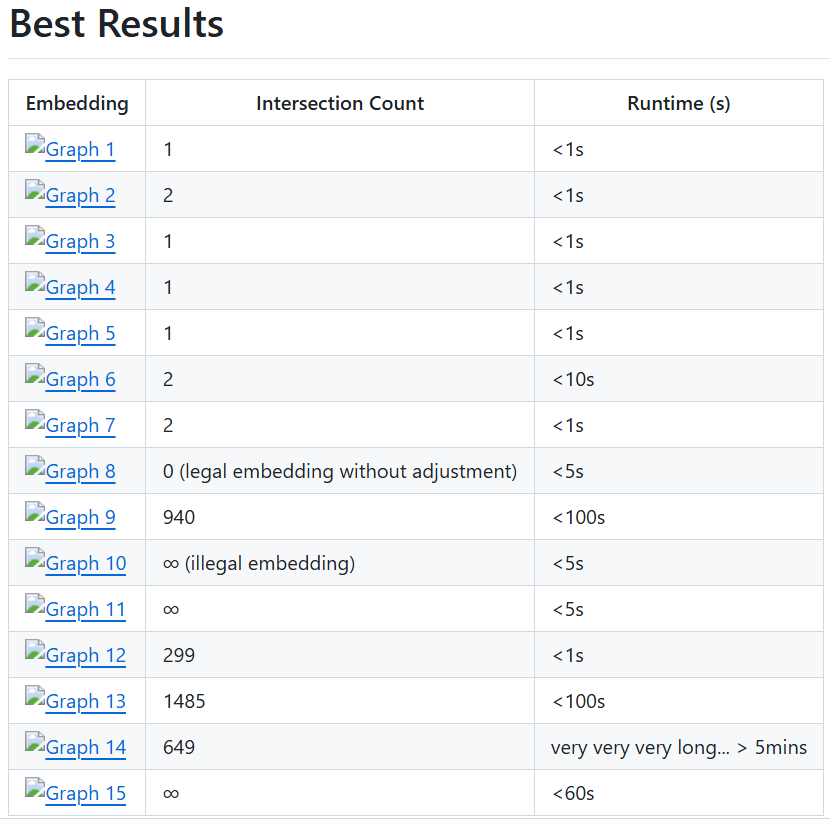 Best Results
Embedding Intersection Count Runtime (s)
Graph 1 1 <1s
Graph 2 2 <1s
Graph 3 1 <1s
Graph 4 1 <1s
Graph 5 1 <1s
Graph 6 2 <10s
Graph 7 2 <1s
Graph 8 0 (legal embedding without adjustment) <5s
Graph 9 940 <100s
Graph 10 ∞ (illegal embedding) <5s
Graph 11 ∞ <5s
Graph 12 299 <1s
Graph 13 1485 <100s
Graph 14 649 very very very long... > 5mins
Graph 15 ∞ <60s